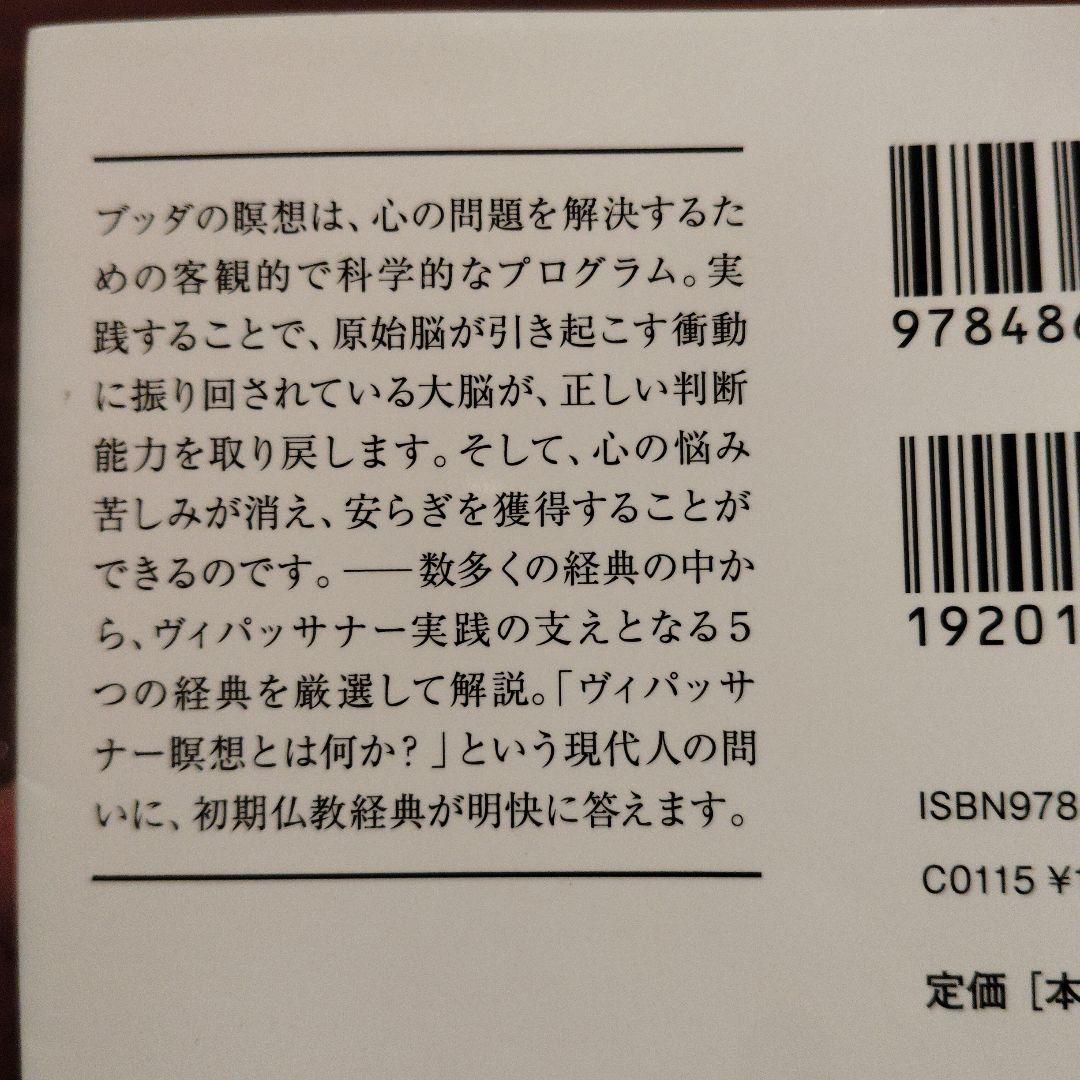 ブッダの瞑想は、心の問題を解決するた
めの客観的で科学的なプログラム。実
践することで、原始脳が引き起こす衝動
に振り回されている大脳が、正しい判断
能力を取り戻します。そして、心の悩み
苦しみが消え、安らぎを獲得することが
できるのです。――数多くの経典の中か
ら、ヴィパッサナー実践の支えとなる5
つの経典を厳選して解説。「ヴィパッサ
ナー瞑想とは何か?」という現代人の問
いに、初期仏教経典が明快に答えます。
978486
19201
ISBN978
C0115 ¥1
定価 [本